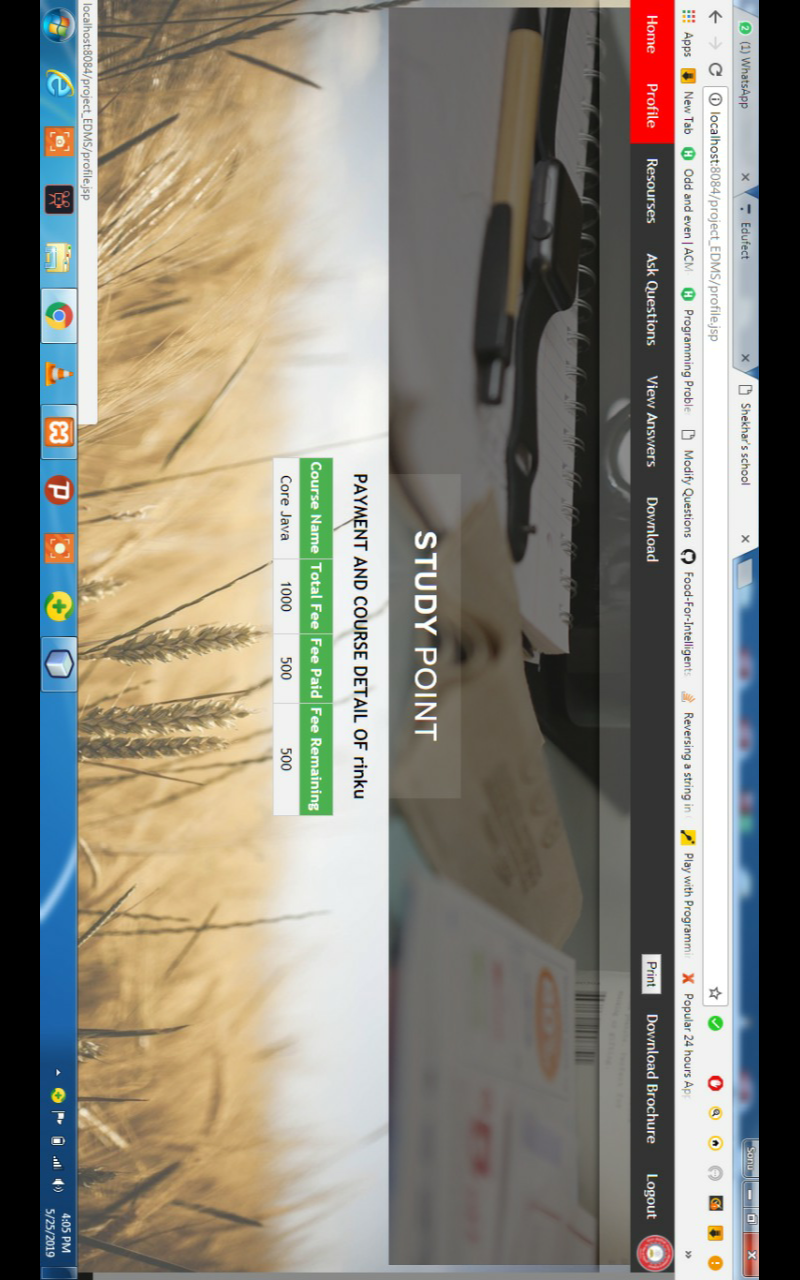 (1) WhatsApp
Edufect
Shekhar's school
Sonu
localhost:8084/project_EDMS/profile.jsp
Apps
New Tab
Odd and even | ACM
Programming Proble
Modify Questions
Food-For-Intelligents
Reversing a string in
Play with Programmi
Popular 24 hours Ap
»
Home
Profile
Resourses
Ask Questions
View Answers
Download
Print
Download Brochure
Logout
STUDY POINT
PAYMENT AND COURSE DETAIL OF rinku
Course Name Total Fee Fee Paid Fee Remaining
Core Java 1000 500 500
localhost:8084/project_EDMS/profile.jsp
4:05 PM
5/25/2019